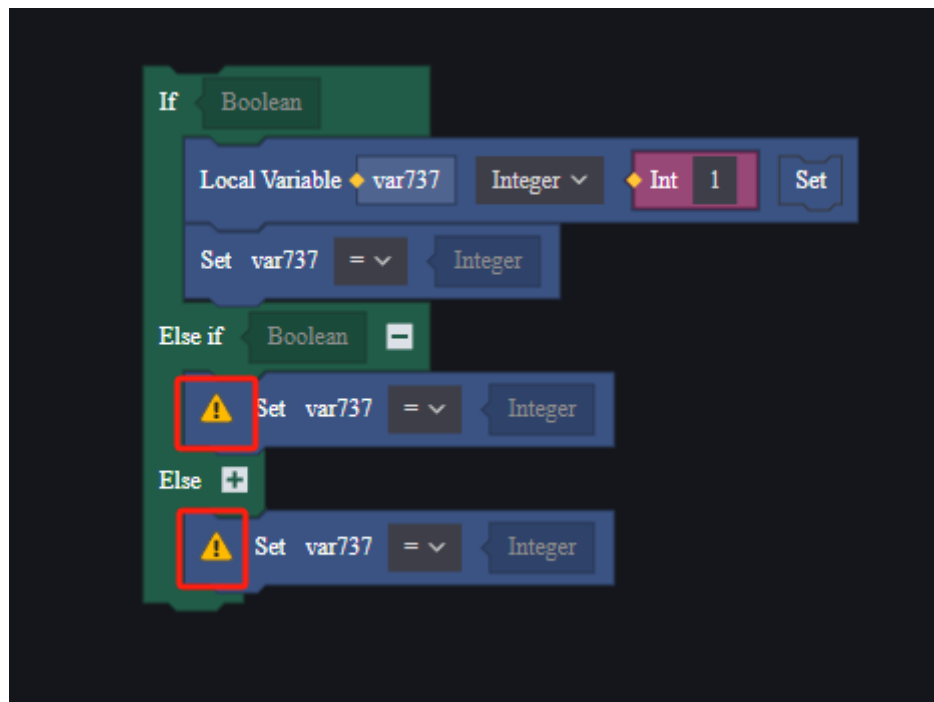 If Boolean
Local Variable var737 Integer Int 1 Set
Set var737 = Integer
Else if Boolean
Set var737 = Integer
Else
Set var737 = Integer